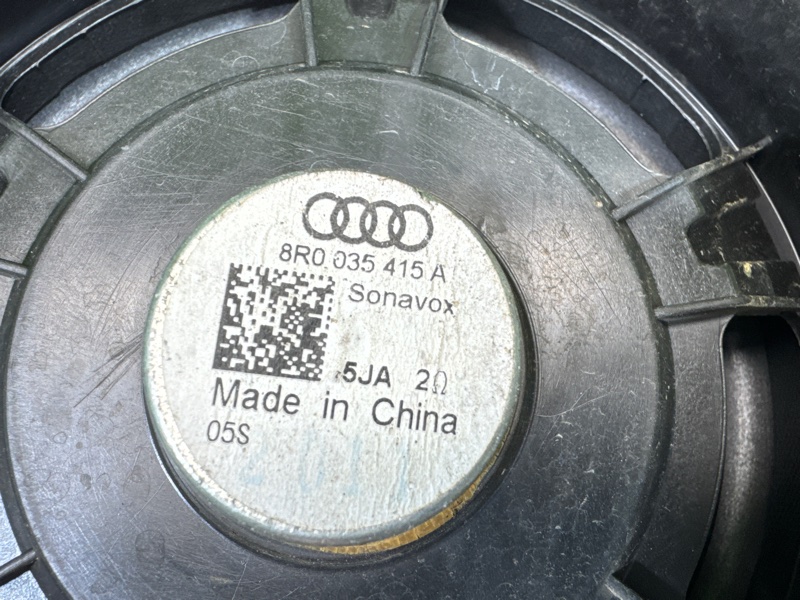 8R0 035 415 A
Sonavox
5JA 2Ω
Made in China
05S